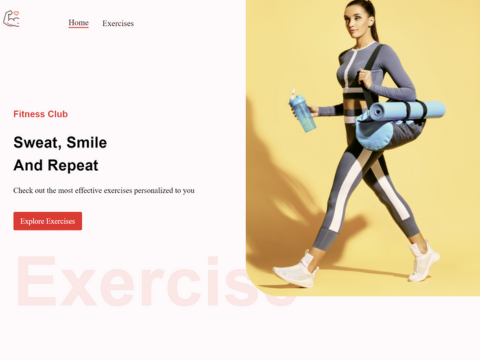 Home
Exercises
Fitness Club
Sweat, Smile
And Repeat
Check out the most effective exercises personalized to you
Explore Exercises
Exercise